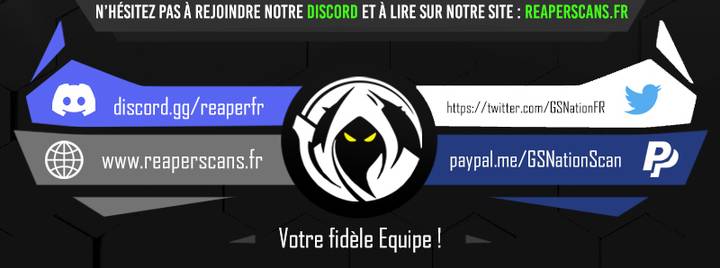 N'HÉSITEZ PAS À REJOINDRE NOTRE DISCORD ET À LIRE SUR NOTRE SITE : REAPERSCANS.FR
discord.gg/reaperfr
https://twitter.com/GSNationFR
www.reaperscans.fr
paypal.me/GSNationScan
Votre fidèle Equipe !